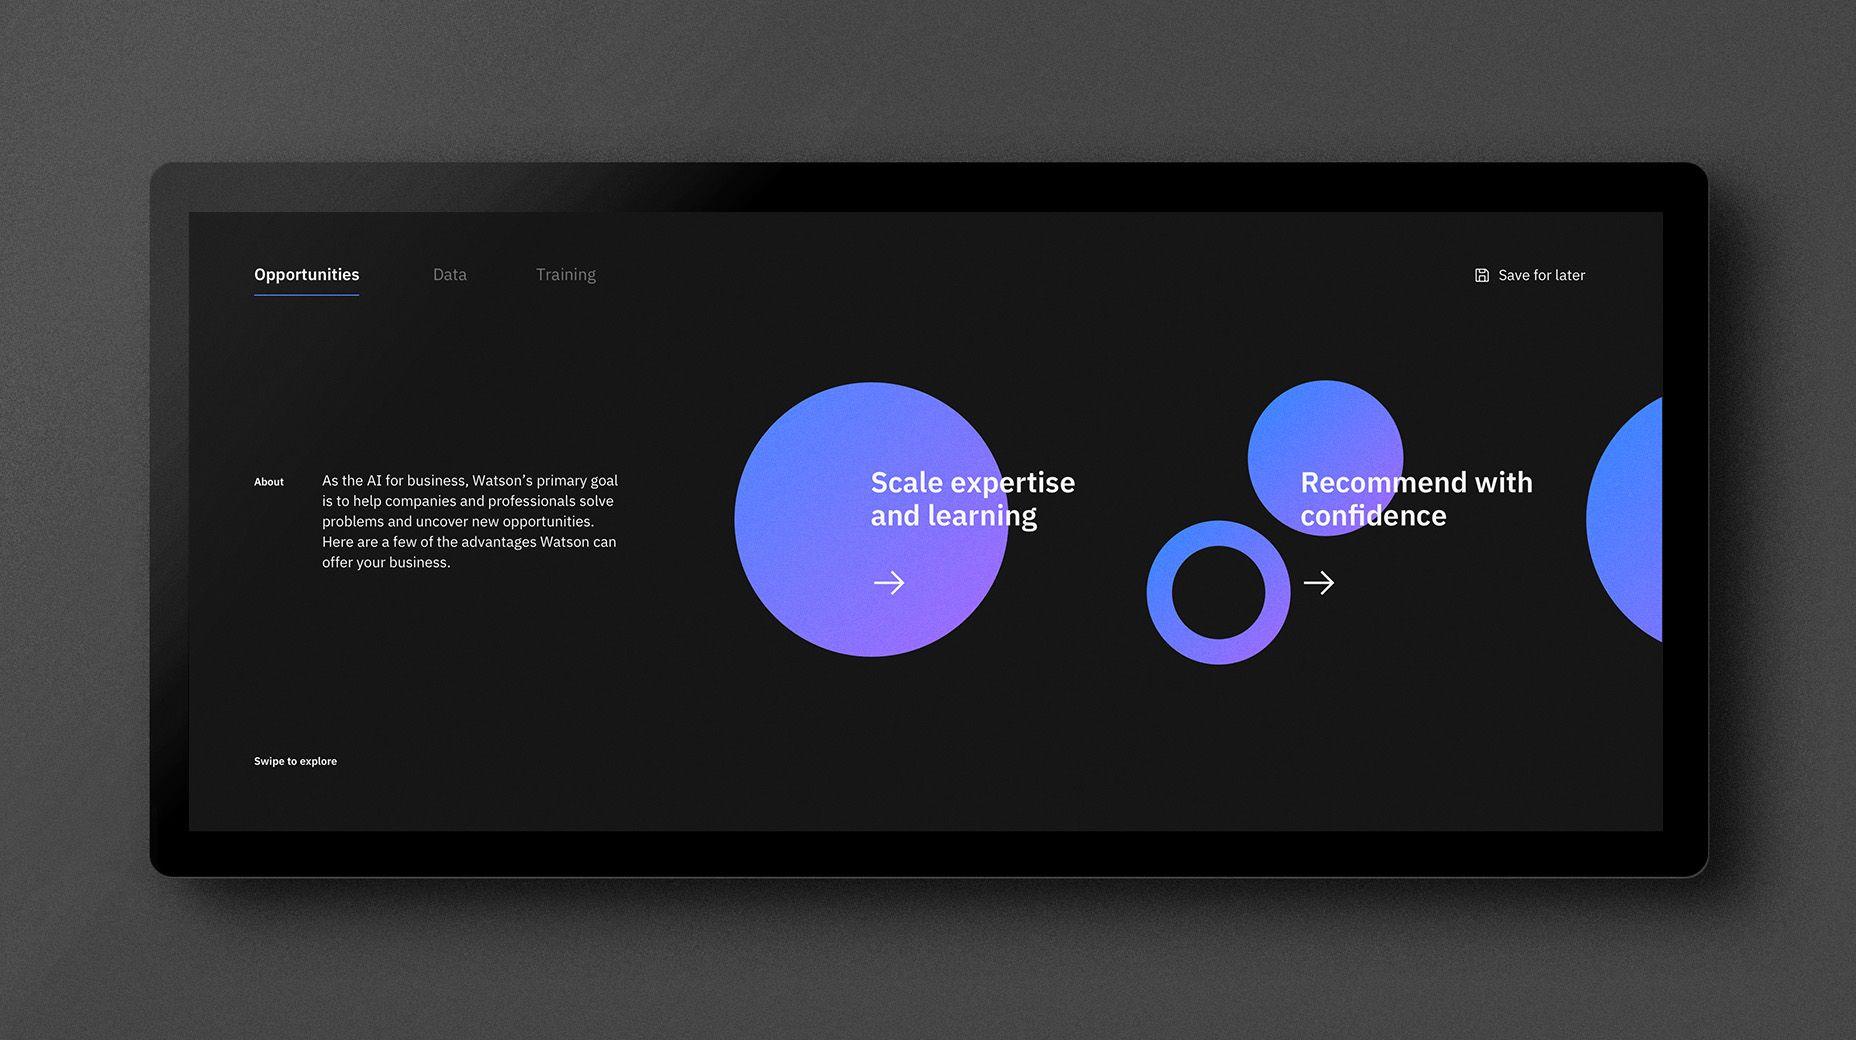 Opportunities
Data
Training
Save for later
About
As the AI for business, Watson’s primary goal
is to help companies and professionals solve
problems and uncover new opportunities.
Here are a few of the advantages Watson can
offer your business.
Scale expertise
and learning
Recommend with
confidence
Swipe to explore